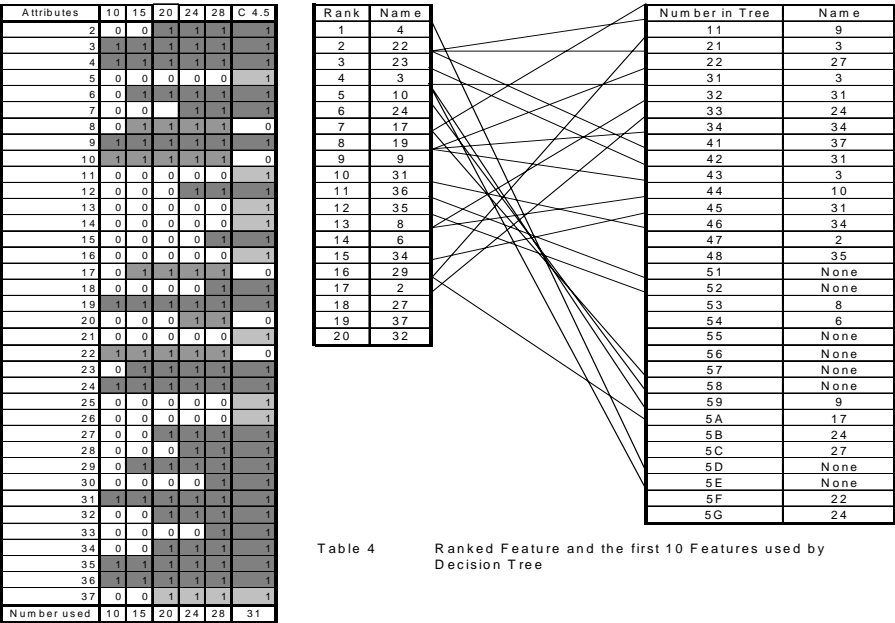 Attributes 10 15 20 24 28 C 4.5
2 0 0 1 1 1 1
3 1 1 1 1 1 1
4 1 1 1 1 1 1
5 0 0 0 0 0 1
6 0 1 1 1 1 1
7 0 0 1 1 1
8 0 1 1 1 1 0
9 1 1 1 1 1 1
10 1 1 1 1 1 0
11 0 0 0 0 0 1
12 0 0 0 1 1 1
13 0 0 0 0 0 1
14 0 0 0 0 0 1
15 0 0 0 0 1 1
16 0 0 0 0 0 1
17 0 1 1 1 1 0
18 0 0 0 0 1 1
19 1 1 1 1 1 1
20 0 0 0 1 1 0
21 0 0 0 0 0 1
22 1 1 1 1 1 0
23 0 1 1 1 1 1
24 1 1 1 1 1 1
25 0 0 0 0 0 1
26 0 0 0 0 0 1
27 0 0 1 1 1 1
28 0 0 0 1 1 1
29 0 1 1 1 1 1
30 0 0 0 0 1 1
31 1 1 1 1 1 1
32 0 0 1 1 1 1
33 0 0 0 0 1 1
34 0 0 1 1 1 1
35 1 1 1 1 1 1
36 1 1 1 1 1 1
37 0 0 1 1 1 1
Number used 10 15 20 24 28 31
Rank Name
1 4
2 22
3 23
4 3
5 10
6 24
7 17
8 19
9 9
10 31
11 36
12 35
13 8
14 6
15 34
16 29
17 2
18 27
19 37
20 32
Number in Tree Name
11 9
21 3
22 27
31 3
32 31
33 24
34 34
41 37
42 31
43 3
44 10
45 31
46 34
47 2
48 35
51 None
52 None
53 8
54 6
55 None
56 None
57 None
58 None
59 9
5A 17
5B 24
5C 27
5D None
5E None
5F 22
5G 24
Table 4 Ranked Feature and the first 10 Features used by
Decision Tree